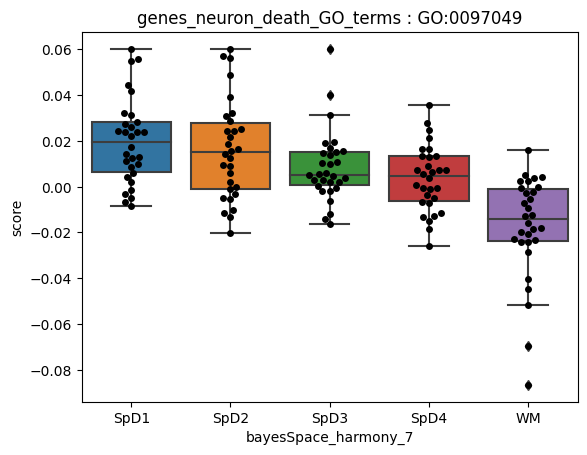 genes_neuron_death_GO_terms : GO:0097049
0.06
0.04
0.02
0.00
−0.02
−0.04
−0.06
−0.08
score
SpD1 SpD2 SpD3 SpD4 WM
bayesSpace_harmony_7